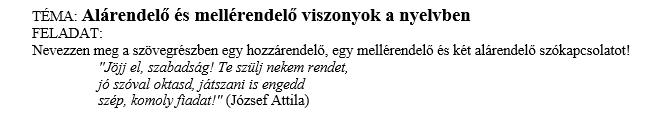 TÉMA: Alárendelő és mellérendelő viszonyok a nyelvben
FELADAT:
Nevezzen meg a szövegrészben egy hozzárendelő, egy mellérendelő és két alárendelő szókapcsolatot!
"Jöjj el, szabadság! Te szülj nekem rendet,
jó szóval oktasd, játszani is engedd
szép, komoly fiadat!" (József Attila)